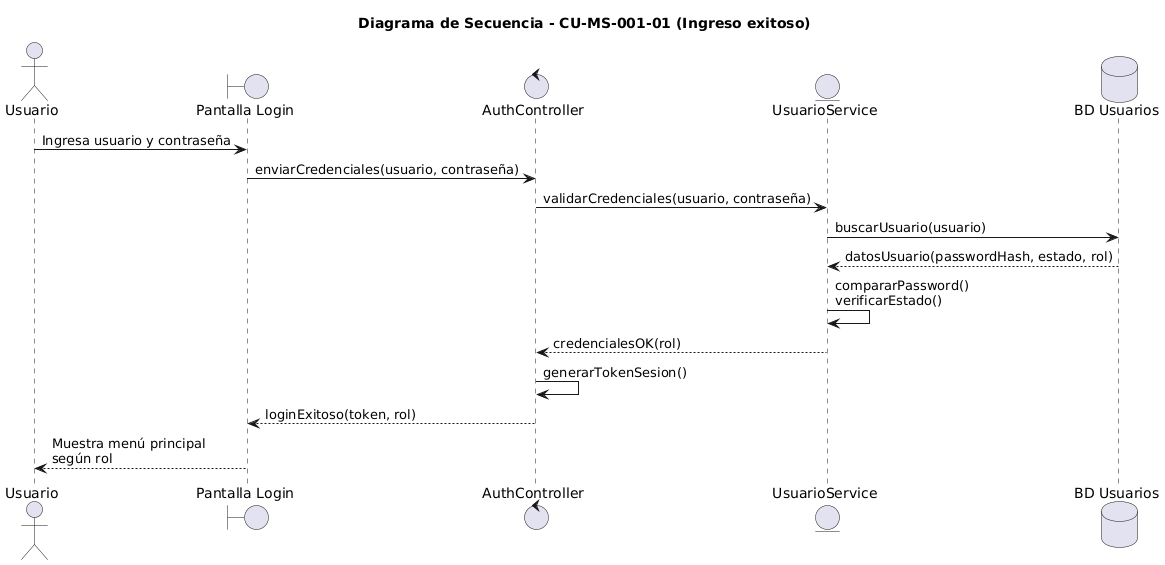 Diagrama de Secuencia - CU-MS-001-01 (Ingreso exitoso)
Usuario
Pantalla Login
AuthController
UsuarioService
BD Usuarios
Ingresa usuario y contraseña
enviarCredenciales(usuario, contraseña)
validarCredenciales(usuario, contraseña)
buscarUsuario(usuario)
datosUsuario(passwordHash, estado, rol)
compararPassword()
verificarEstado()
credencialesOK(rol)
generarTokenSesion()
loginExitoso(token, rol)
Muestra menú principal
según rol
Usuario
Pantalla Login
AuthController
UsuarioService
BD Usuarios